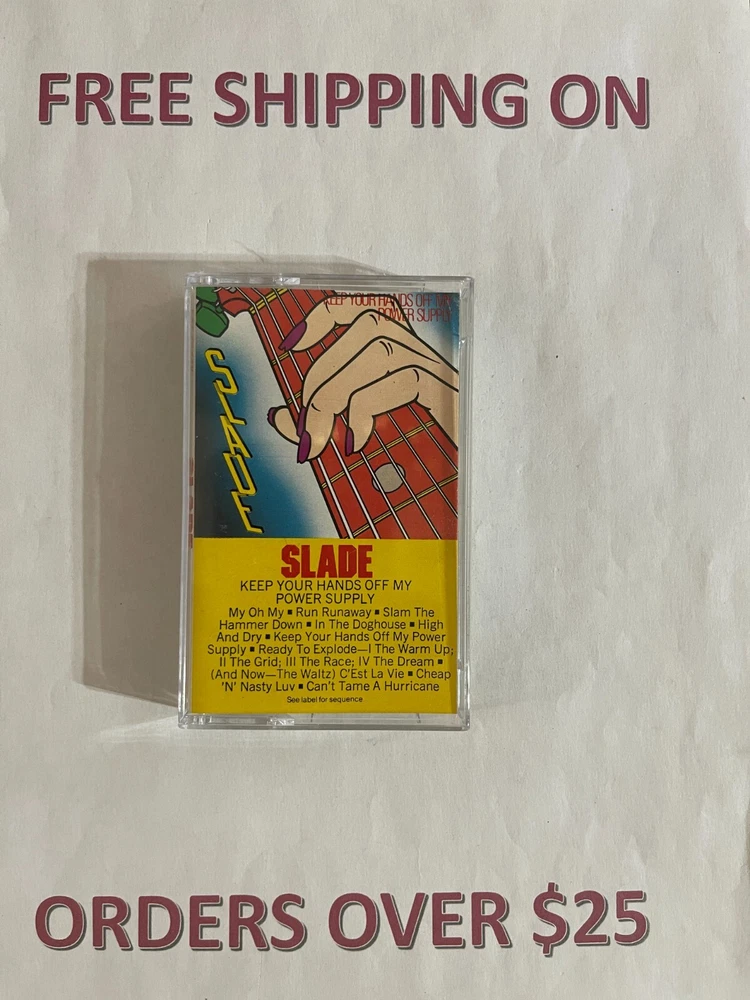 FREE SHIPPING ON
KEEP YOUR HANDS OFF MY
POWER SUPPLY
SLADE
SLADE
KEEP YOUR HANDS OFF MY
POWER SUPPLY
My Oh My ▪ Run Runaway ▪ Slam The
Hammer Down ▪ In The Doghouse ▪ High
And Dry ▪ Keep Your Hands Off My Power
Supply ▪ Ready To Explode—I The Warm Up;
II The Grid; III The Race; IV The Dream ▪
(And Now—The Waltz) C'Est La Vie ▪ Cheap
'N' Nasty Luv ▪ Can't Tame A Hurricane
See label for sequence
ORDERS OVER $25